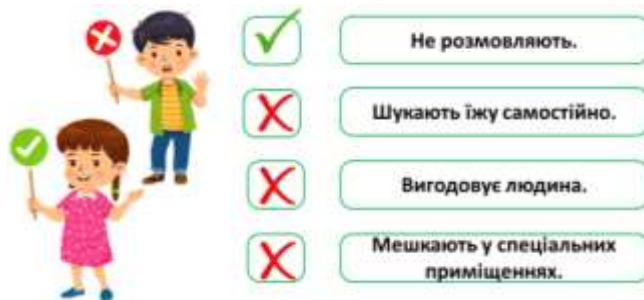 Не розмовляють.
Шукають їжу самостійно.
Вигодовує людина.
Мешкають у спеціальних
приміщеннях.